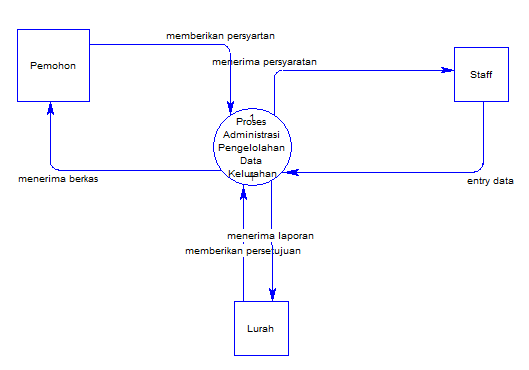 memberikan persyartan
menerima persyaratan
Pemohon
Staff
1
Proses
Administrasi
Pengelolahan
Data
Kelurahan
menerima berkas
entry data
menerima laporan
memberikan persetujuan
Lurah